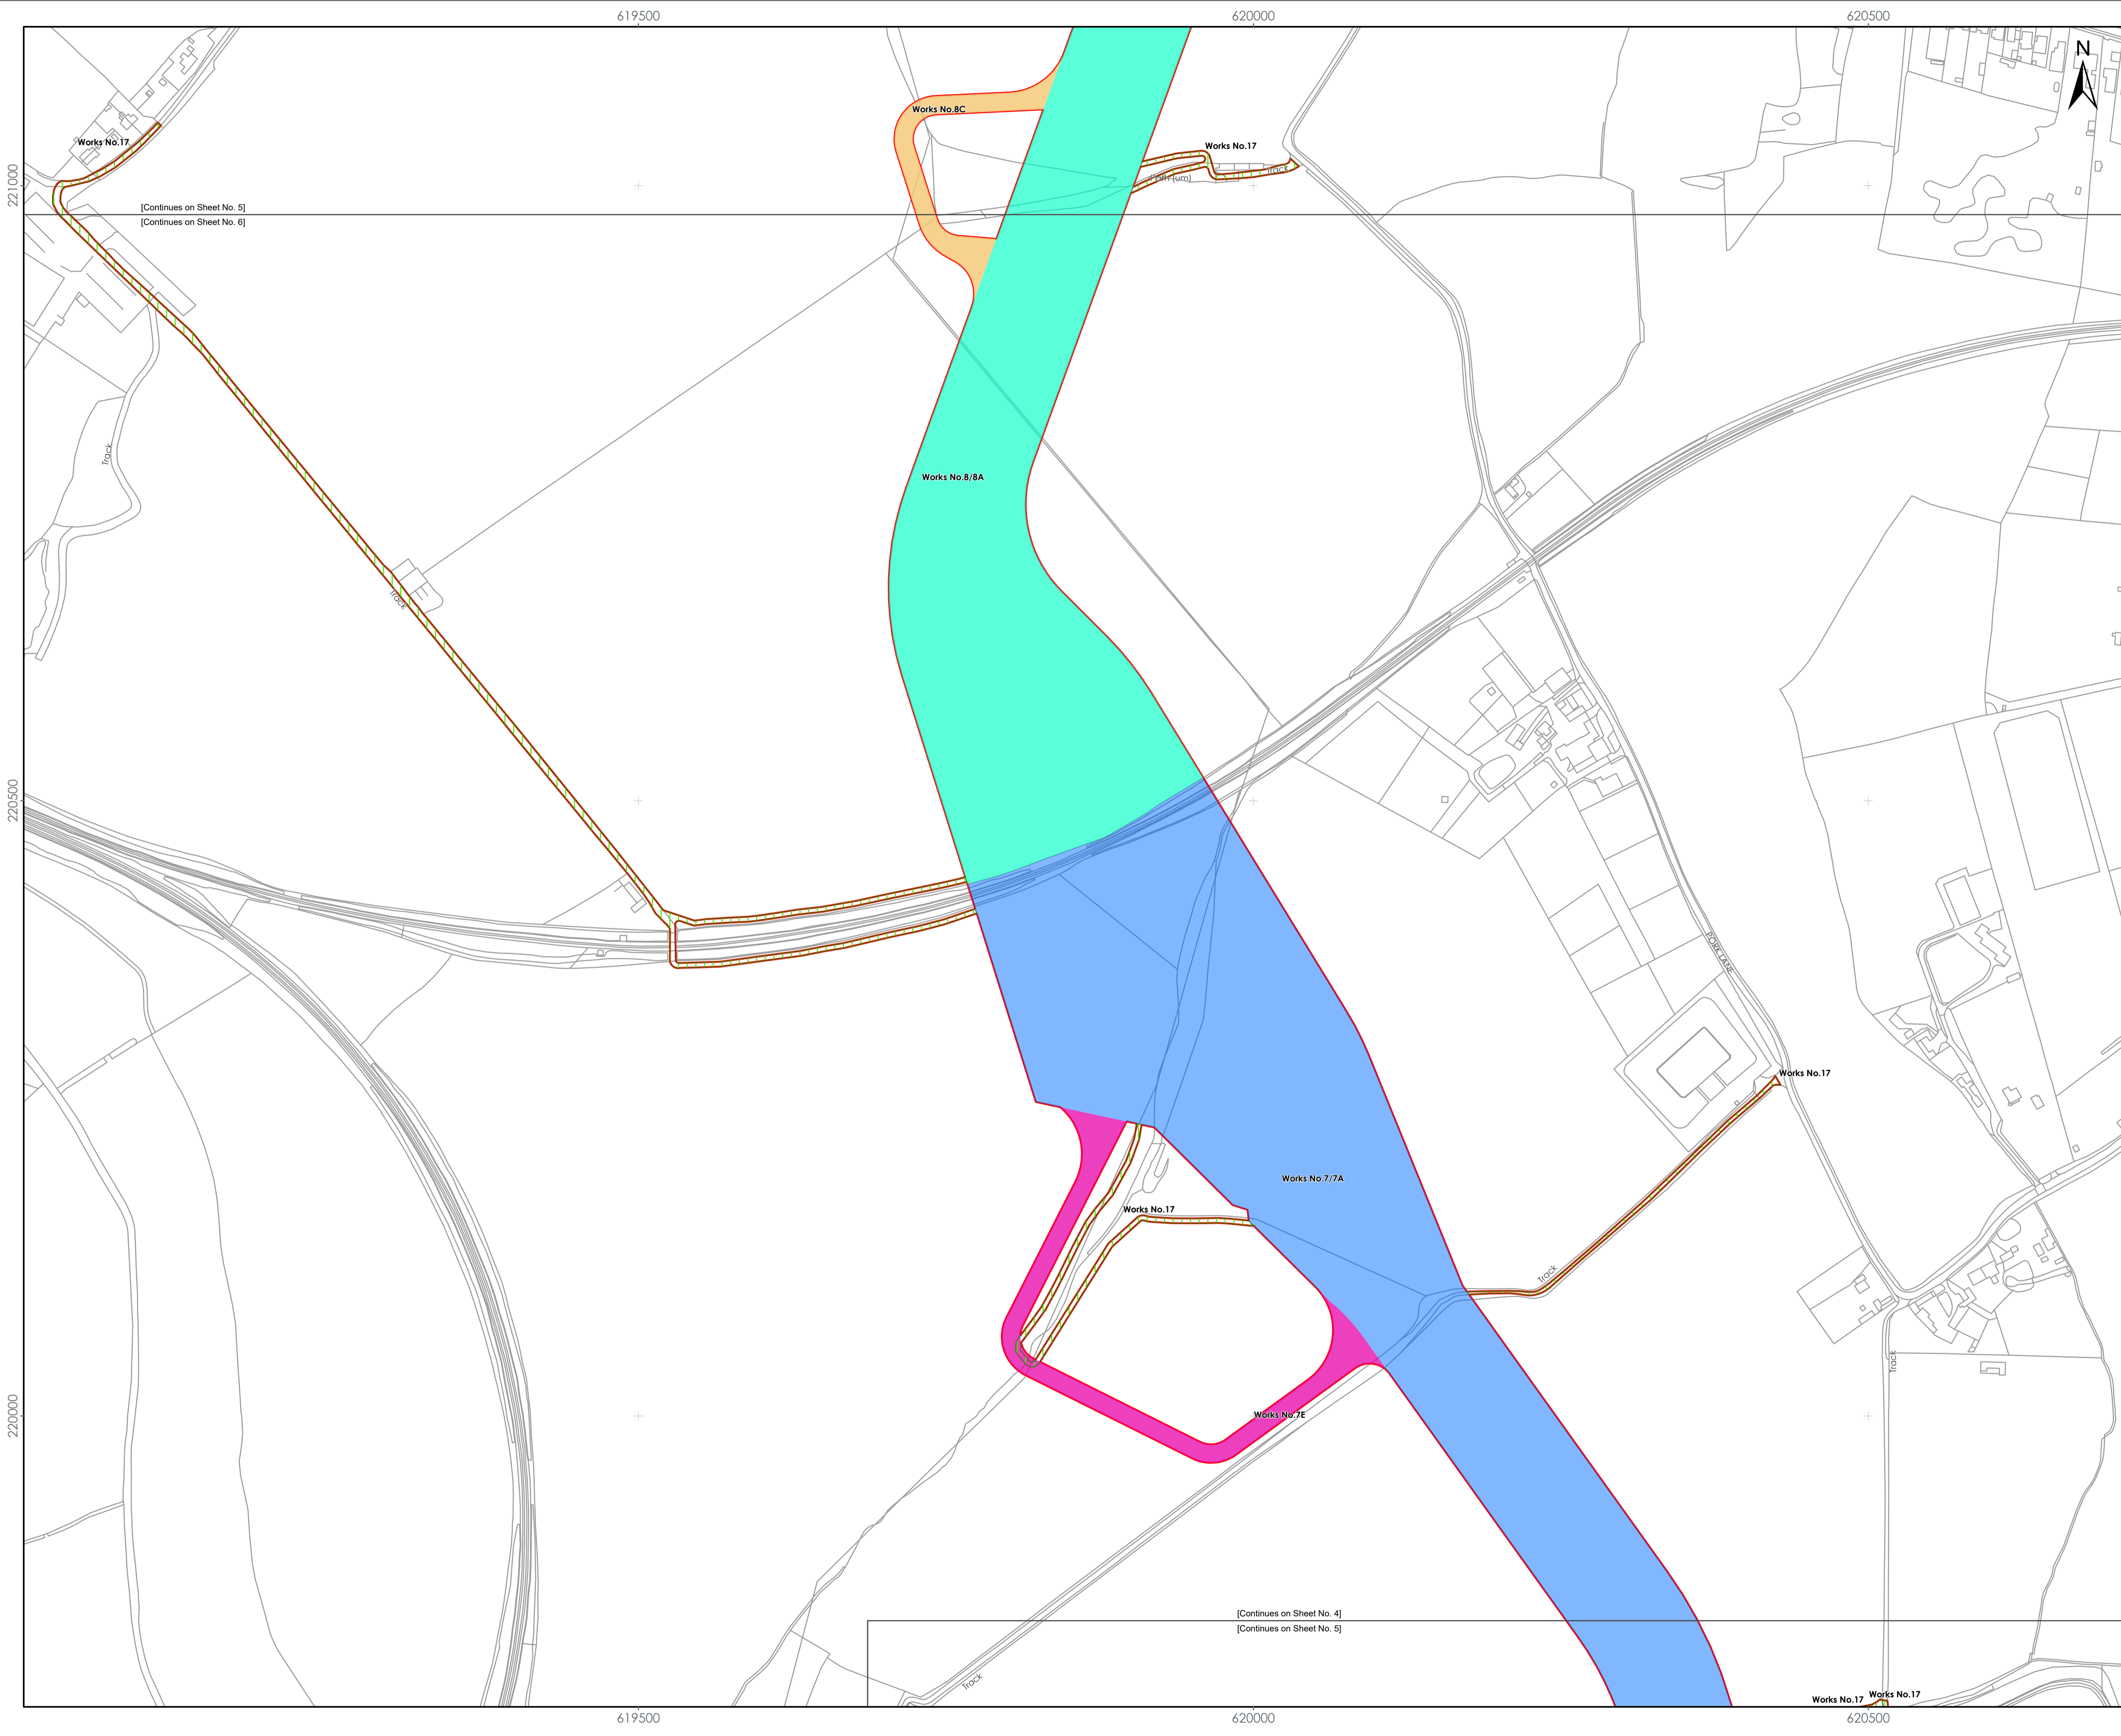 619500
620000
620500
N
Works No.8C
Works No.17
Works No.17
Path (um)
Track
221000
[Continues on Sheet No. 5]
[Continues on Sheet No. 6]
Track
Works No.8/8A
Track
220500
PORK LANE
Works No.17
Works No.7/7A
Works No.17
Track
Track
220000
Works No.7E
[Continues on Sheet No. 4]
[Continues on Sheet No. 5]
Track
Works No.17
Works No.17
619500
620000
620500